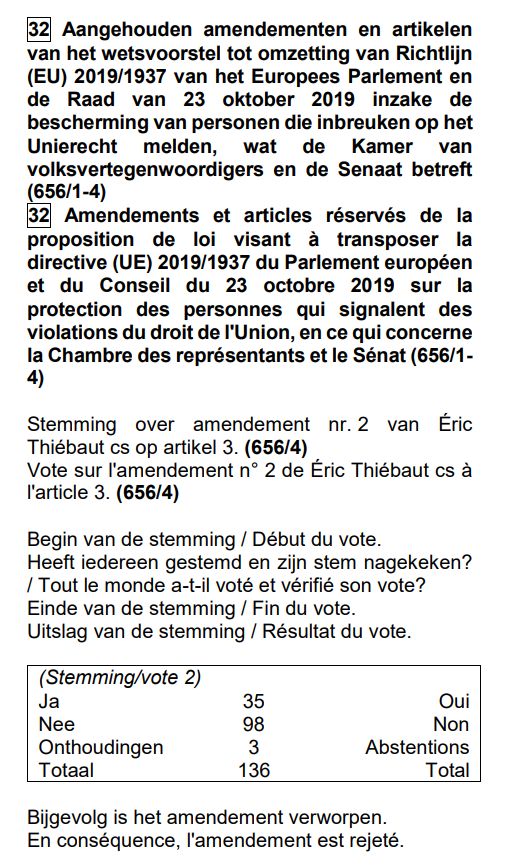 32 Aangehouden amendementen en artikelen
van het wetsvoorstel tot omzetting van Richtlijn
(EU) 2019/1937 van het Europees Parlement en
de Raad van 23 oktober 2019 inzake de
bescherming van personen die inbreuken op het
Unierecht melden, wat de Kamer van
volksvertegenwoordigers en de Senaat betreft
(656/1-4)
32 Amendements et articles réservés de la
proposition de loi visant à transposer la
directive (UE) 2019/1937 du Parlement européen
et du Conseil du 23 octobre 2019 sur la
protection des personnes qui signalent des
violations du droit de l'Union, en ce qui concerne
la Chambre des représentants et le Sénat (656/1-
4)
Stemming over amendement nr. 2 van Éric
Thiébaut cs op artikel 3. (656/4)
Vote sur l'amendement n° 2 de Éric Thiébaut cs à
l'article 3. (656/4)
Begin van de stemming / Début du vote.
Heeft iedereen gestemd en zijn stem nagekeken?
/ Tout le monde a-t-il voté et vérifié son vote?
Einde van de stemming / Fin du vote.
Uitslag van de stemming / Résultat du vote.
(Stemming/vote 2)
Ja 35 Oui
Nee 98 Non
Onthoudingen 3 Abstentions
Totaal 136 Total
Bijgevolg is het amendement verworpen.
En conséquence, l'amendement est rejeté.